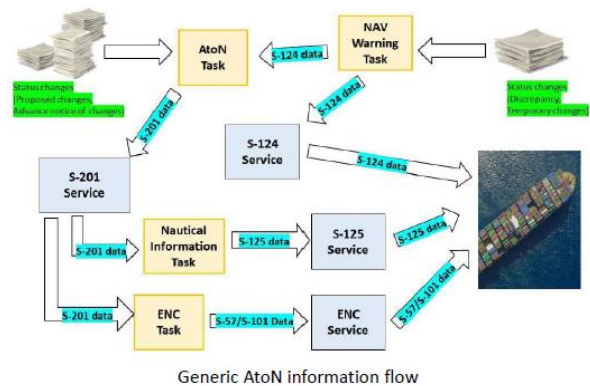 AtoN
Task
S-124 data
NAV
Warning
Task
Status changes
(Proposed changes,
Advance notice of changes)
Status changes
(Discrepancy,
Temporary changes)
S-201 data
S-124 data
S-124
Service
S-124 data
S-201
Service
S-201 data
Nautical
Information
Task
S-125 data
S-125
Service
S-125 data
S-201 data
ENC
Task
S-57/S-101 Data
ENC
Service
S-57/S-101 data
Generic AtoN information flow